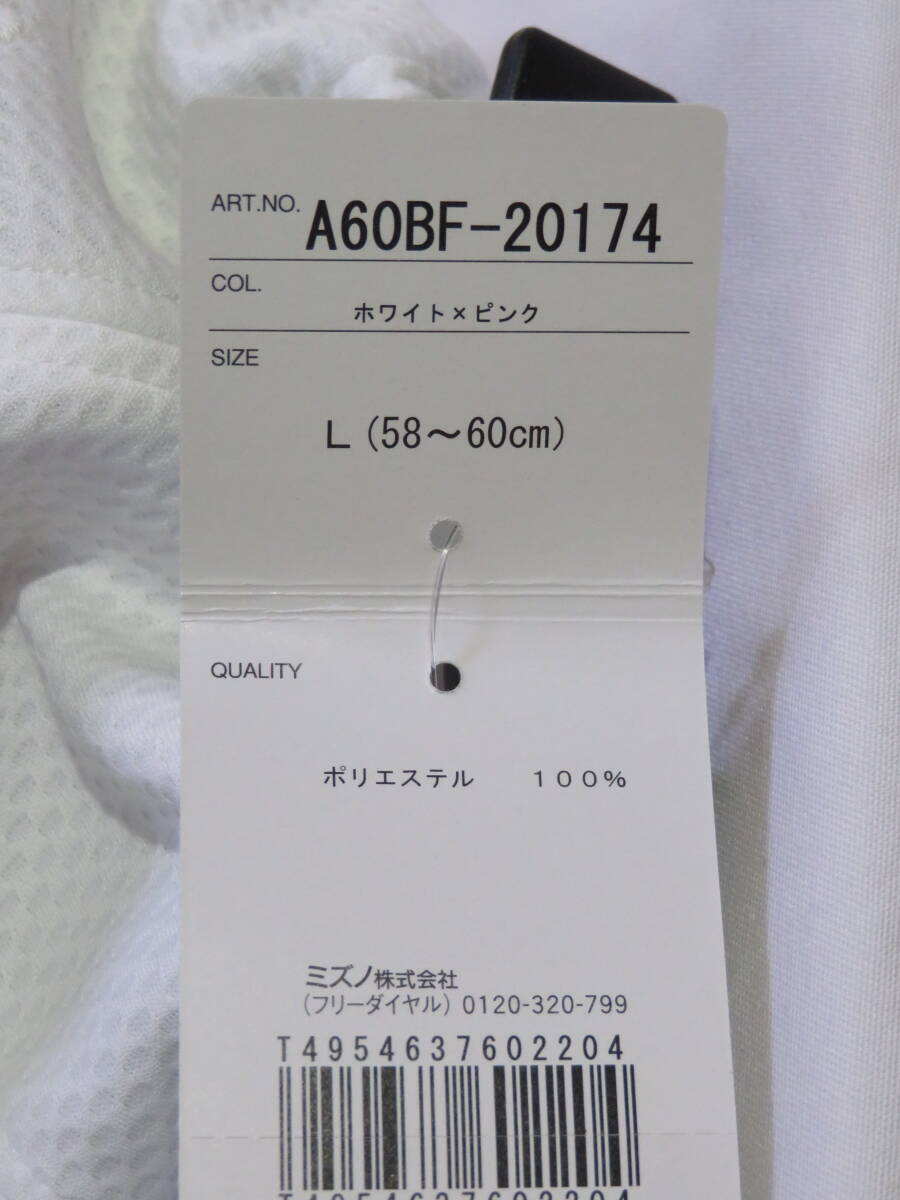 ART.NO. A60BF-20174
COL.
ホワイト×ピンク
SIZE
L(58～60cm)
QUALITY
ポリエステル　100%
ミズノ株式会社
(フリーダイヤル) 0120-320-799
T4954637602204
T4954637602204